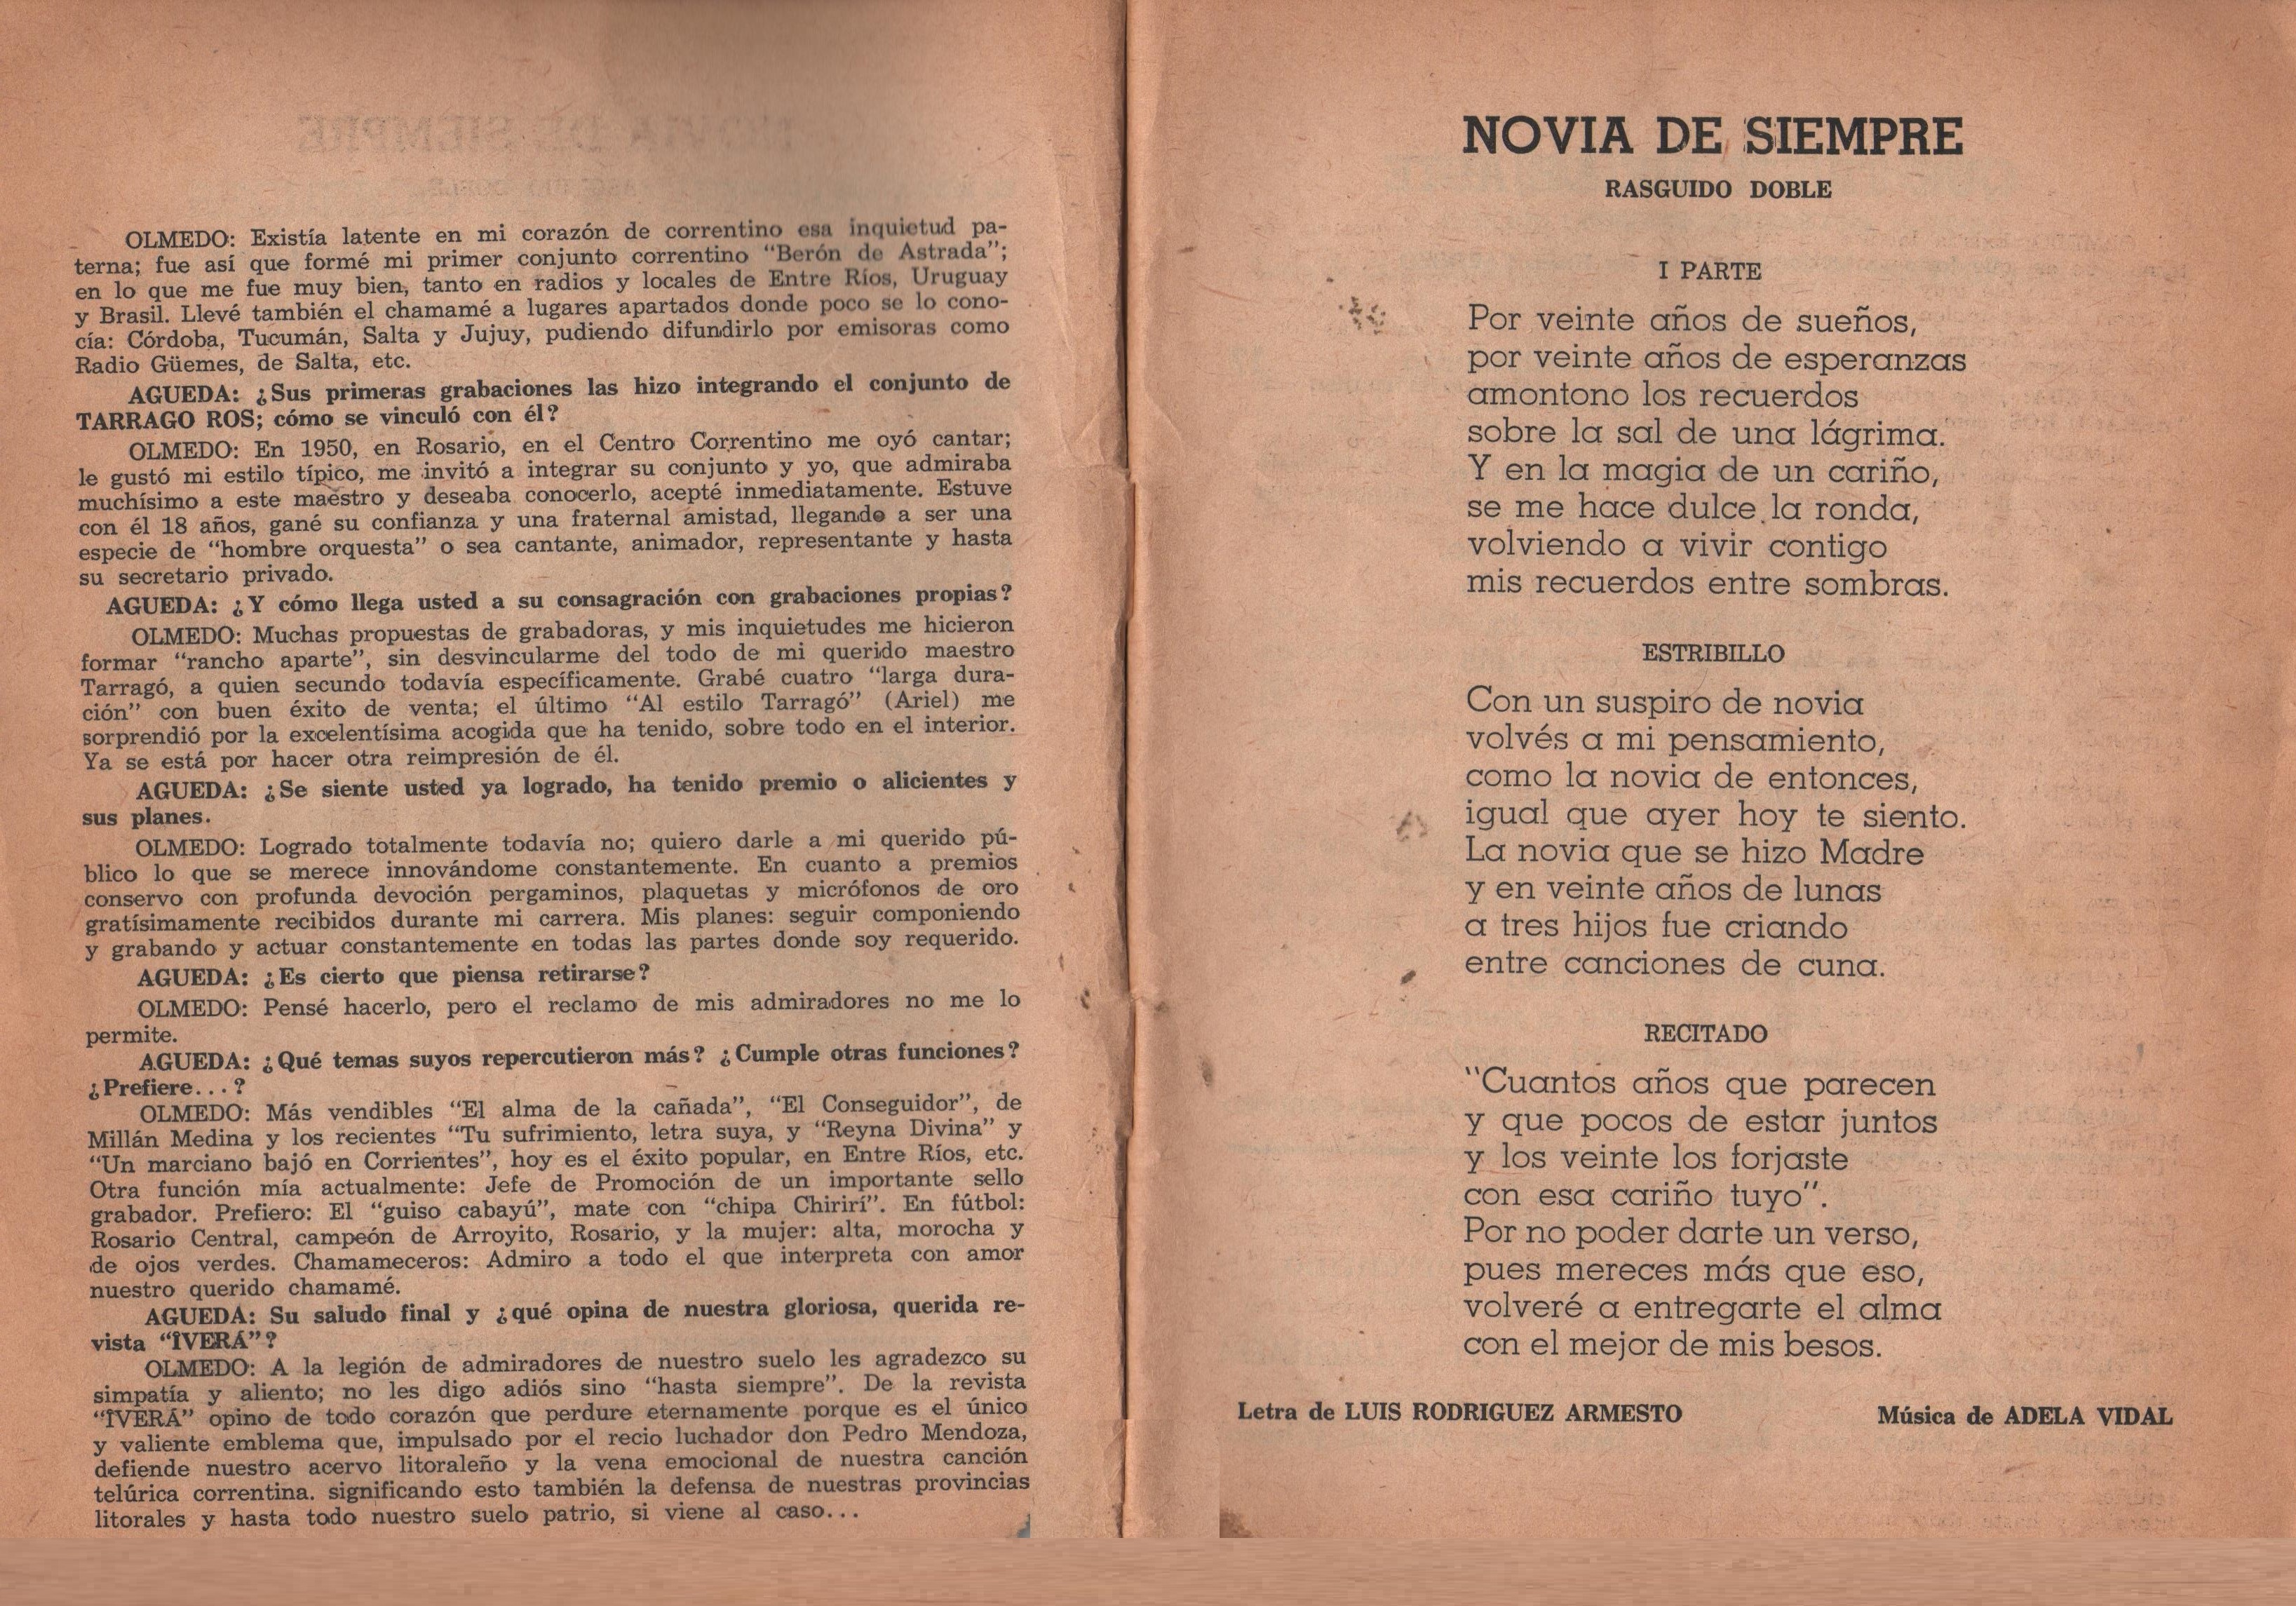 OLMEDO: Existía latente en mi corazón de correntino esa inquietud pa-
terna; fue así que formé mi primer conjunto correntino “Berón de Astrada”;
en lo que me fue muy bien, tanto en radios y locales de Entre Ríos, Uruguay
y Brasil. Llevé también el chamamé a lugares apartados donde poco se lo cono-
cía: Córdoba, Tucumán, Salta y Jujuy, pudiendo difundirlo por emisoras como
Radio Güemes, de Salta, etc.
AGUEDA: ¿Sus primeras grabaciones las hizo integrando el conjunto de
TARRAGO ROS; cómo se vinculó con él?
OLMEDO: En 1950, en Rosario, en el Centro Correntino me oyó cantar;
le gustó mi estilo típico, me invitó a integrar su conjunto y yo, que admiraba
muchísimo a este maestro y deseaba conocerlo, acepté inmediatamente. Estuve
con él 18 años, gané su confianza y una fraternal amistad, llegando a ser una
especie de “hombre orquesta” o sea cantante, animador, representante y hasta
su secretario privado.
AGUEDA: ¿Y cómo llega usted a su consagración con grabaciones propias?
OLMEDO: Muchas propuestas de grabadoras, y mis inquietudes me hicieron
formar “rancho aparte”, sin desvincularme del todo de mi querido maestro
Tarragó, a quien secundo todavía específicamente. Grabé cuatro “larga dura-
ción” con buen éxito de venta; el último “Al estilo Tarragó” (Ariel) me
sorprendió por la excelentísima acogida que ha tenido, sobre todo en el interior.
Ya se está por hacer otra reimpresión de él.
AGUEDA: ¿Se siente usted ya logrado, ha tenido premio o alicientes y
sus planes.
OLMEDO: Logrado totalmente todavía no; quiero darle a mi querido pú-
blico lo que se merece innovándome constantemente. En cuanto a premios
conservo con profunda devoción pergaminos, plaquetas y micrófonos de oro
gratísimamente recibidos durante mi carrera. Mis planes: seguir componiendo
y grabando y actuar constantemente en todas las partes donde soy requerido.
AGUEDA: ¿Es cierto que piensa retirarse?
OLMEDO: Pensé hacerlo, pero el reclamo de mis admiradores no me lo
permite.
AGUEDA: ¿Qué temas suyos repercutieron más? ¿Cumple otras funciones?
¿Prefiere...?
OLMEDO: Más vendibles “El alma de la cañada”, “El Conseguidor”, de
Millán Medina y los recientes “Tu sufrimiento, letra suya, y “Reyna Divina” y
“Un marciano bajó en Corrientes”, hoy es el éxito popular, en Entre Ríos, etc.
Otra función mía actualmente: Jefe de Promoción de un importante sello
grabador. Prefiero: El “guiso cabayú”, mate con “chipa Chirirí”. En fútbol:
Rosario Central, campeón de Arroyito, Rosario, y la mujer: alta, morocha y
de ojos verdes. Chamameceros: Admiro a todo el que interpreta con amor
nuestro querido chamamé.
AGUEDA: Su saludo final y ¿qué opina de nuestra gloriosa, querida re-
vista “ÎVERÁ”?
OLMEDO: A la legión de admiradores de nuestro suelo les agradezco su
simpatía y aliento; no les digo adiós sino “hasta siempre”. De la revista
“ÎVERÁ” opino de todo corazón que perdure eternamente porque es el único
y valiente emblema que, impulsado por el recio luchador don Pedro Mendoza,
defiende nuestro acervo litoraleño y la vena emocional de nuestra canción
telúrica correntina. significando esto también la defensa de nuestras provincias
litorales y hasta todo nuestro suelo patrio, si viene al caso...
NOVIA DE SIEMPRE
RASGUIDO DOBLE
I PARTE
Por veinte años de sueños,
por veinte años de esperanzas
amontono los recuerdos
sobre la sal de una lágrima.
Y en la magia de un cariño,
se me hace dulce la ronda,
volviendo a vivir contigo
mis recuerdos entre sombras.
ESTRIBILLO
Con un suspiro de novia
volvés a mi pensamiento,
como la novia de entonces,
igual que ayer hoy te siento.
La novia que se hizo Madre
y en veinte años de lunas
a tres hijos fue criando
entre canciones de cuna.
RECITADO
“Cuantos años que parecen
y que pocos de estar juntos
y los veinte los forjaste
con esa cariño tuyo”.
Por no poder darte un verso,
pues mereces más que eso,
volveré a entregarte el alma
con el mejor de mis besos.
Letra de LUIS RODRIGUEZ ARMESTO
Música de ADELA VIDAL